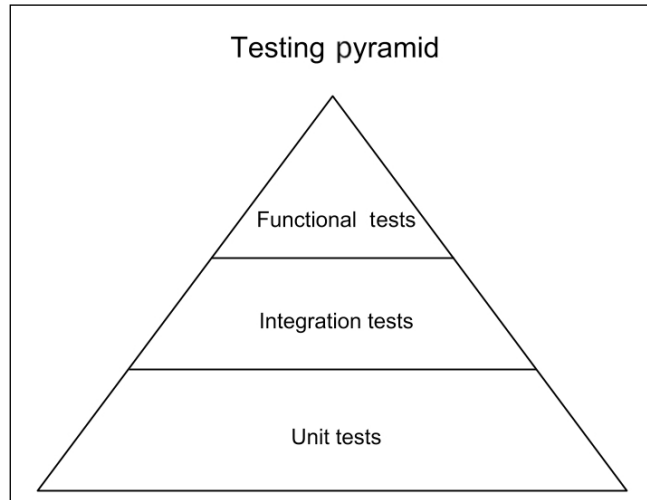 Testing pyramid
Functional tests
Integration tests
Unit tests